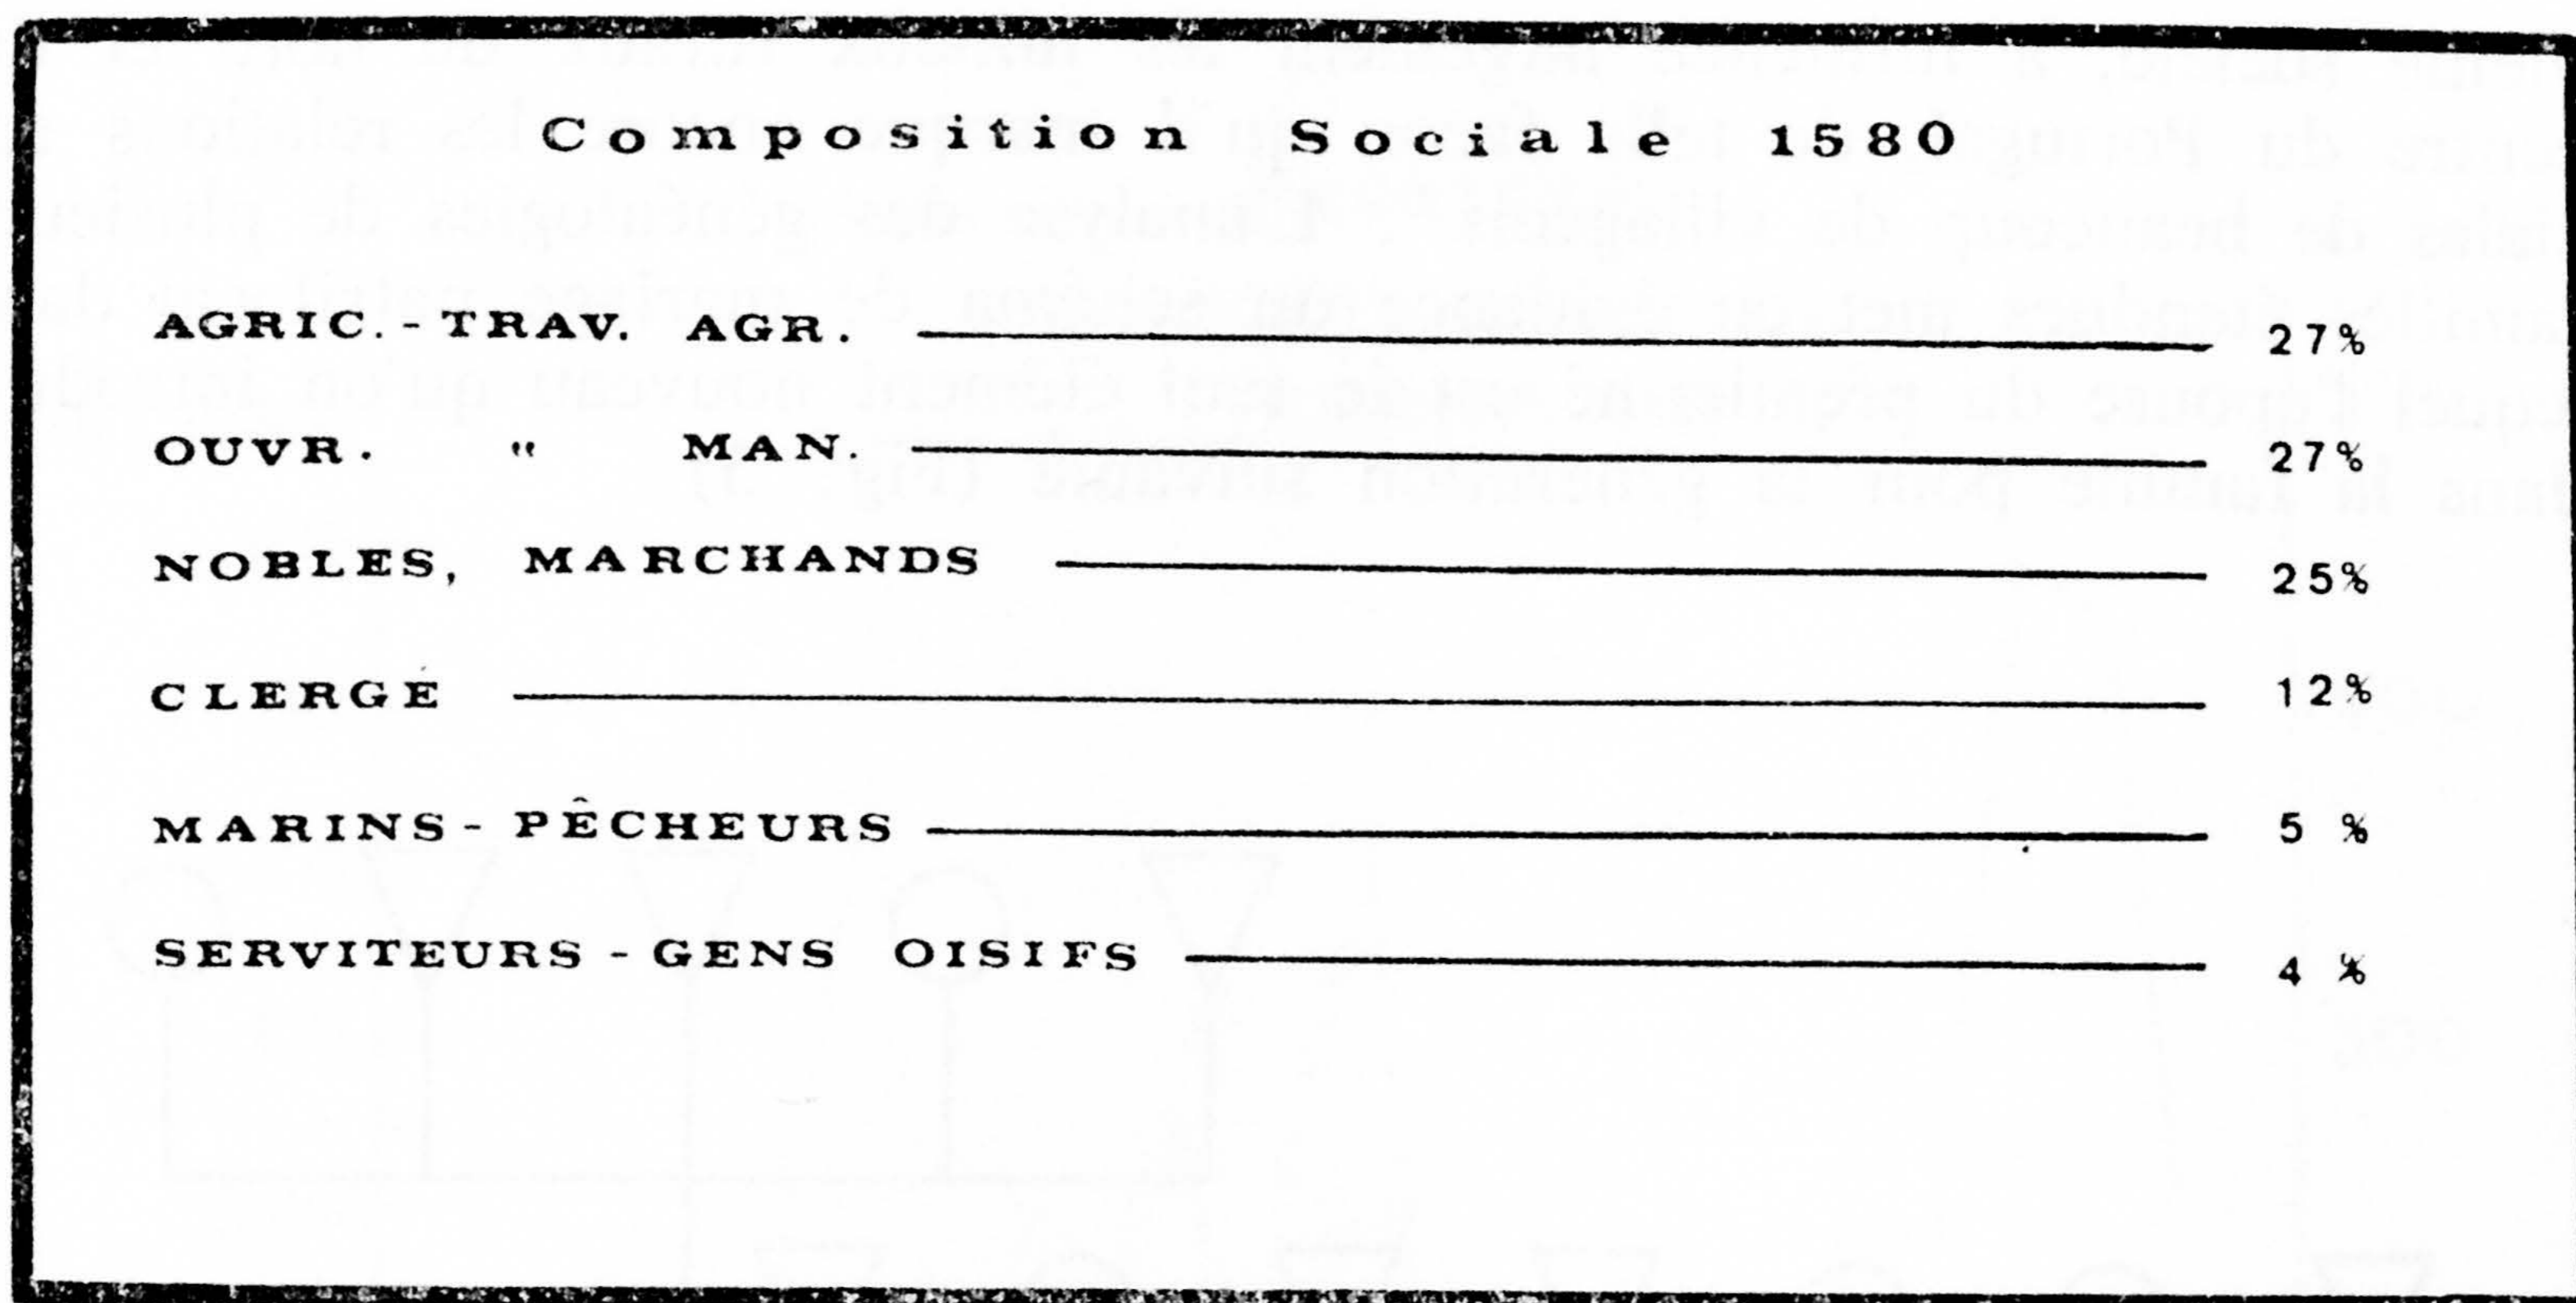 Composition Sociale 1580
AGRIC.-TRAV. AGR. 27%
OUVR. " MAN. 27%
NOBLES, MARCHANDS 25%
CLERGÉ 12%
MARINS-PÊCHEURS 5 %
SERVITEURS-GENS OISIFS 4 %